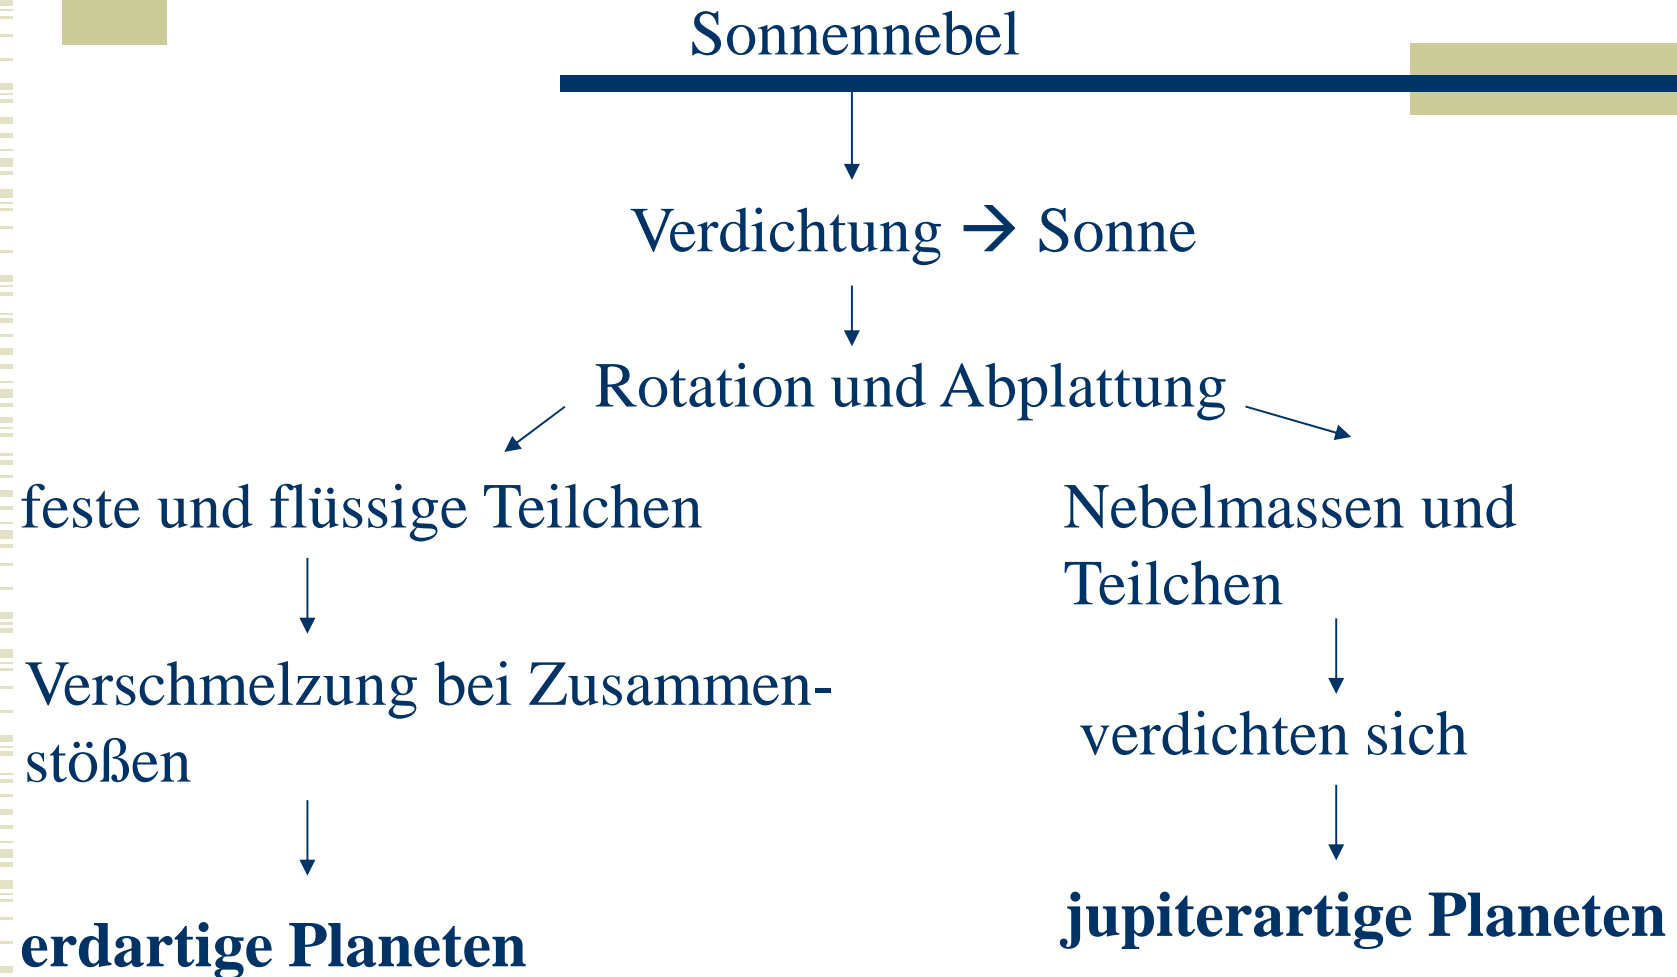 Sonnennebel
Verdichtung → Sonne
Rotation und Abplattung
feste und flüssige Teilchen
Verschmelzung bei Zusammen-
stößen
erdartige Planeten
Nebelmassen und
Teilchen
verdichten sich
jupiterartige Planeten